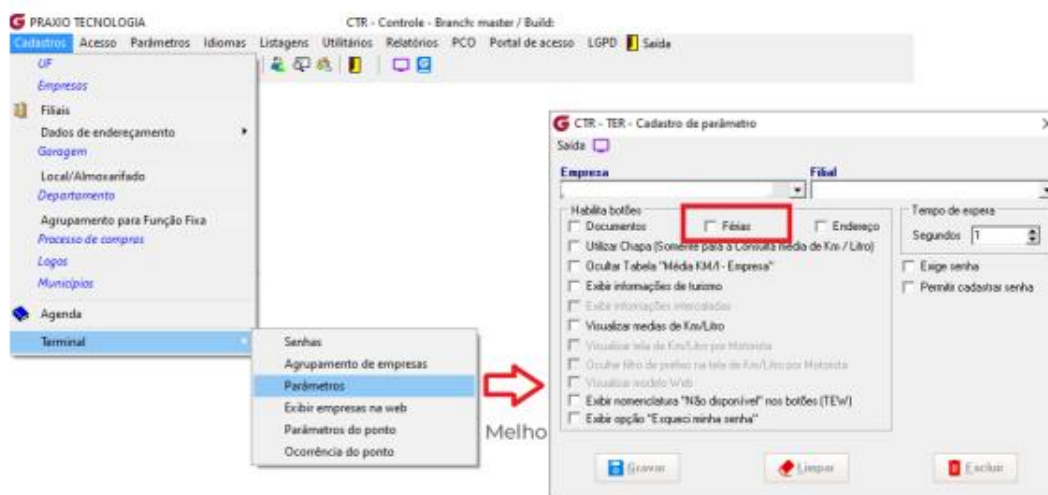 PRAXIO TECNOLOGIA CTR - Controle - Branch: master / Build:
Cadastros Acesso Parâmetros Idiomas Listagens Utilitários Relatórios PCO Portal de acesso LGPD Saída
UF
Empresas
Filiais
Dados de endereçamento
Garagem
Local/Almoxarifado
Departamento
Agrupamento para Função Fixa
Processo de compras
Logos
Municípios
Agenda
Terminal
Senhas
Agrupamento de empresas
Parâmetros
Exibir empresas na web
Parâmetros do ponto
Ocorrência do ponto
Melho
CTR - TER - Cadastro de parâmetro
Saída
Empresa Filial
Habilita botões
Documentos Férias Endereço
Utilizar Chapa (Somente para a Consulta média de Km / Litro)
Ocultar Tabela "Média KM/l - Empresa"
Exibir informações de turismo
Exibir informações intercaladas
Visualizar medias de Km/Litro
Visualizar tela de Km/Litro por Motorista
Ocultar filtro de prefixo na tela de Km/Litro por Motorista
Visualizar modelo Web
Exibir nomenclatura "Não disponível" nos botões (TEW)
Exibir opção "Esqueci minha senha"
Tempo de espera
Segundos 1
Exige senha
Permite cadastrar senha
Gravar Limpar Excluir